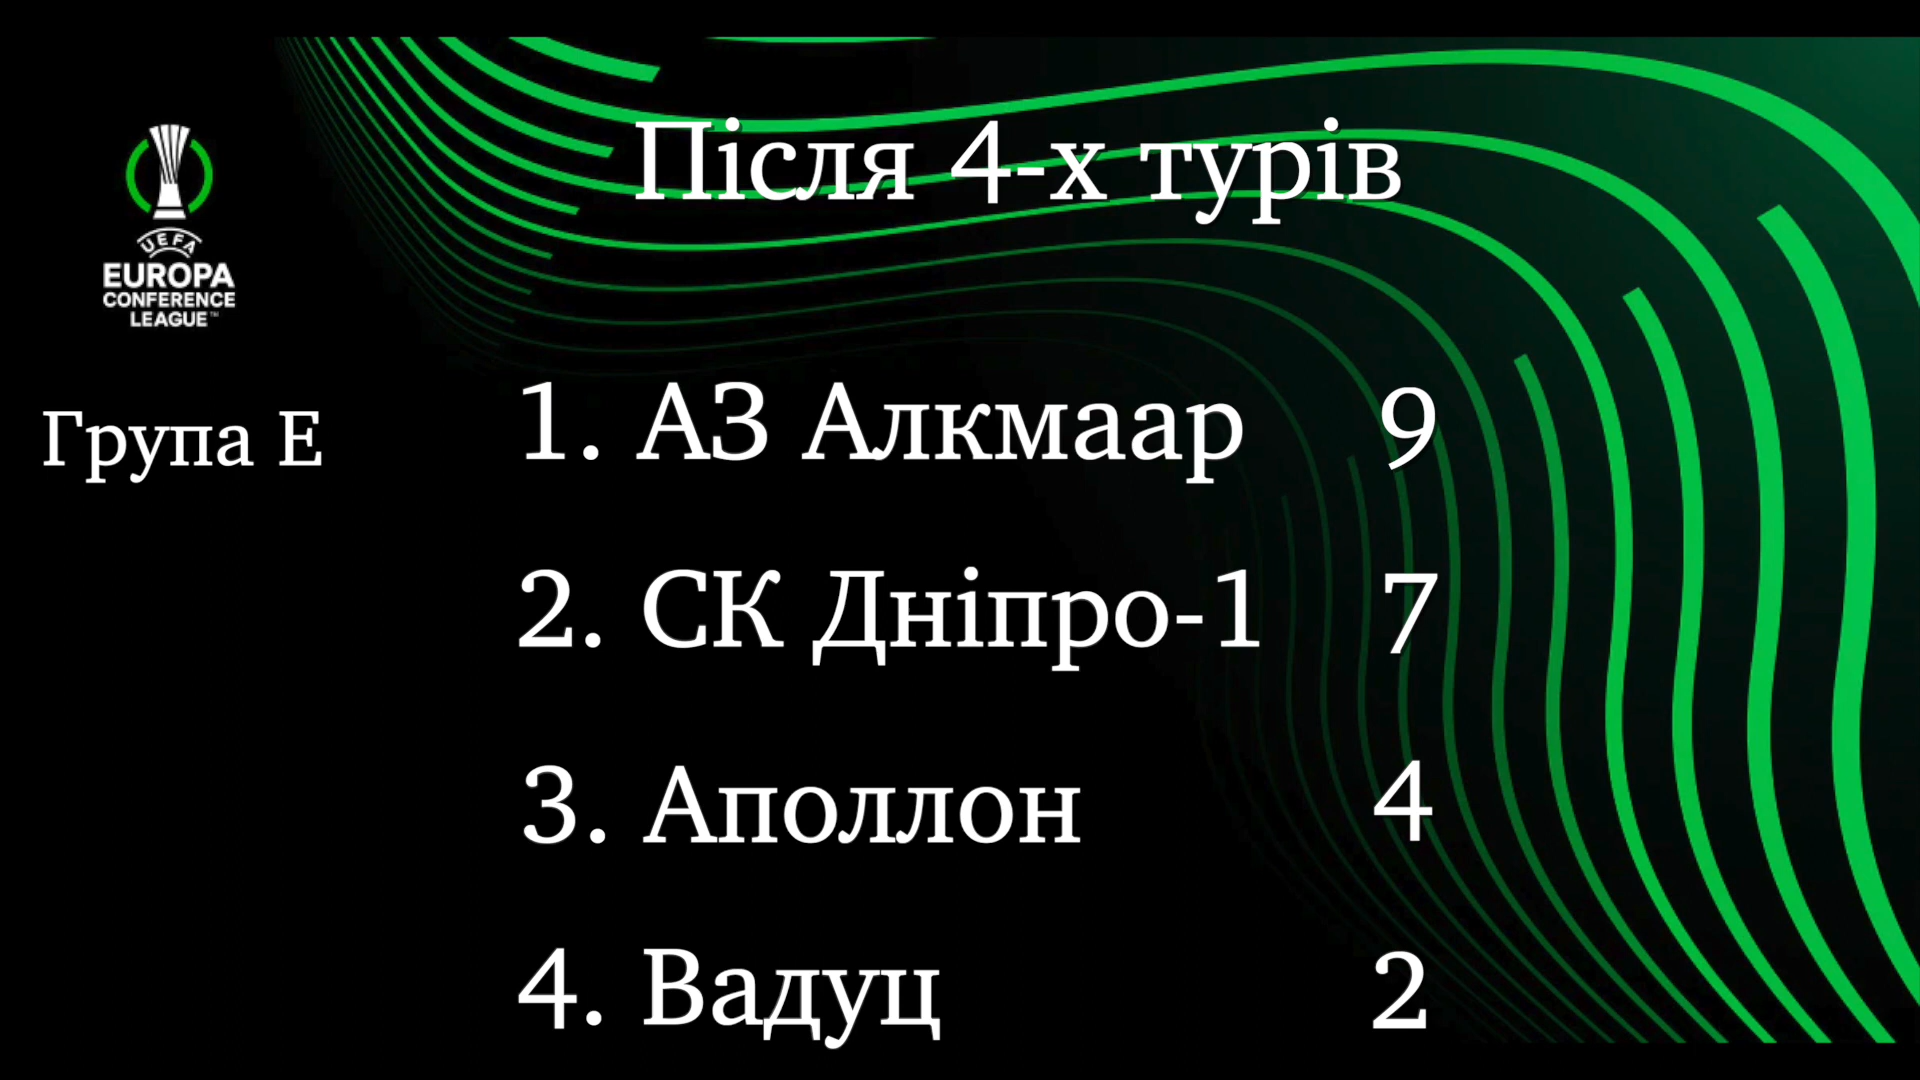 Після 4-х турів
UEFA
EUROPA
CONFERENCE
LEAGUE™
Група Е
1. АЗ Алкмаар 9
2. СК Дніпро-1 7
3. Аполлон 4
4. Вадуц 2